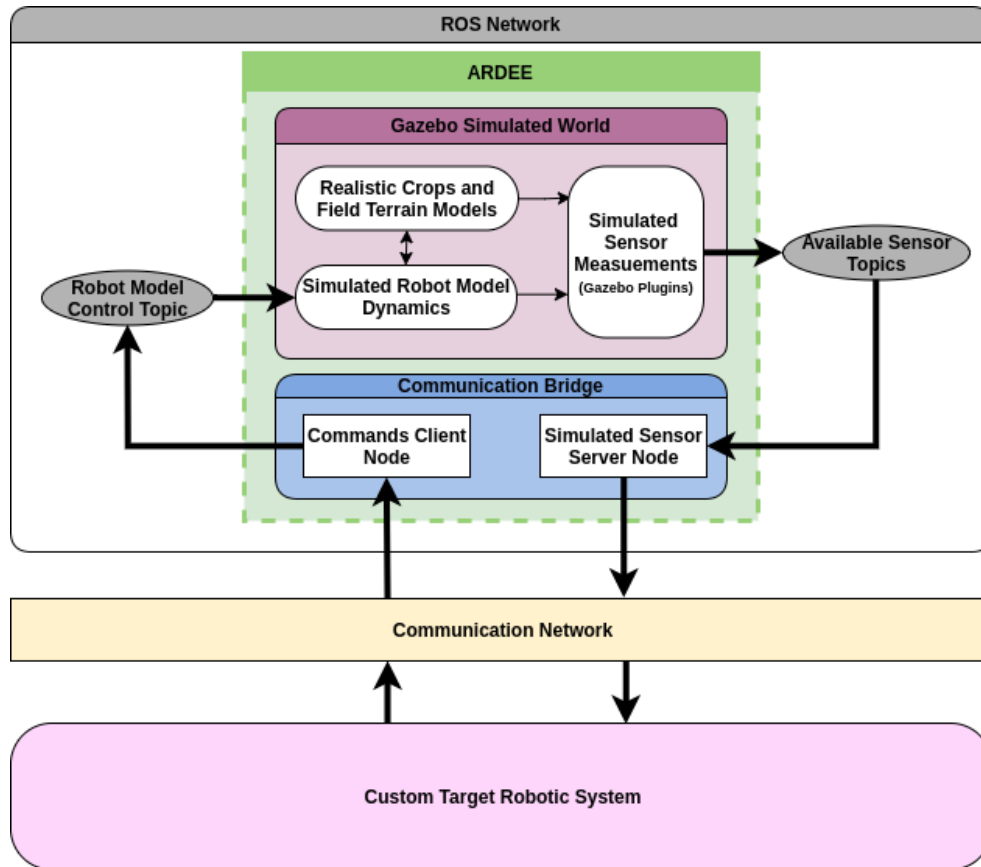 ROS Network
ARDEE
Gazebo Simulated World
Realistic Crops and
Field Terrain Models
Simulated
Sensor
Measuements
(Gazebo Plugins)
Available Sensor
Topics
Robot Model
Control Topic
Simulated Robot Model
Dynamics
Communication Bridge
Commands Client
Node
Simulated Sensor
Server Node
Communication Network
Custom Target Robotic System